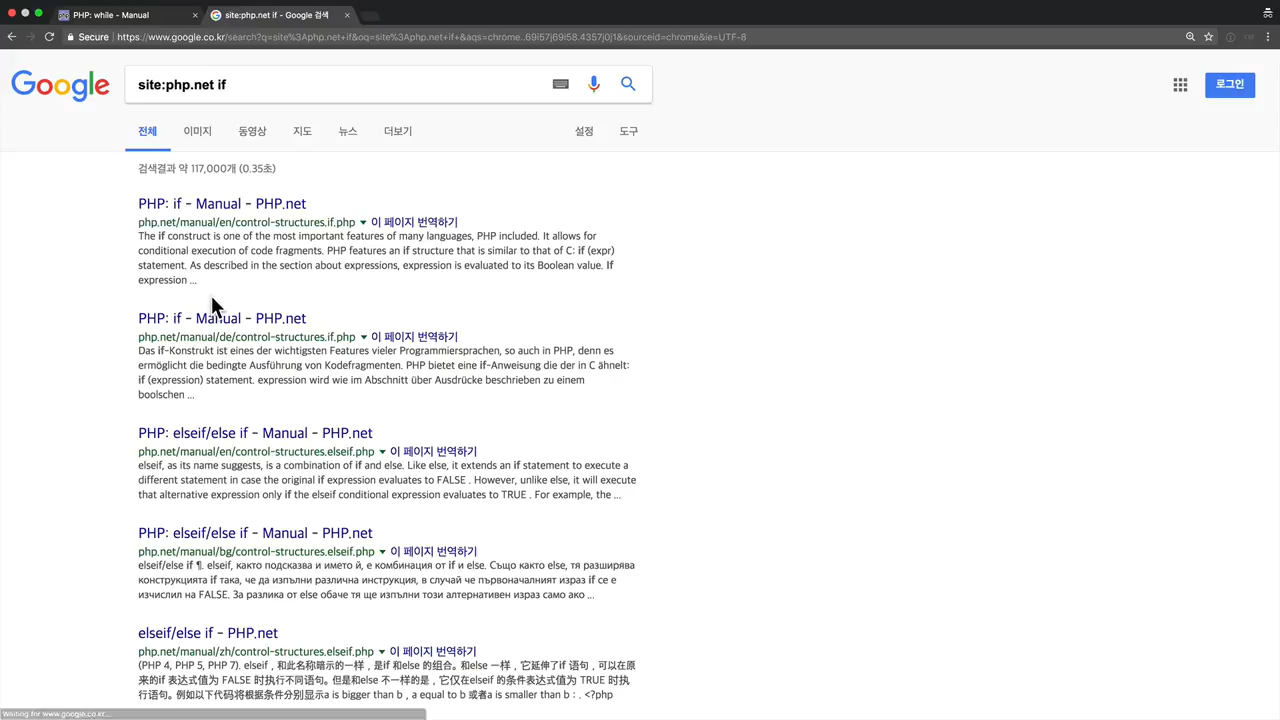 PHP: while - Manual
site:php.net if - Google 검색
Secure https://www.google.co.kr/search?q=site%3Aphp.net+if&oq=site%3Aphp.net+if+&aqs=chrome..69i57j69i58.4357j0j1&sourceid=chrome&ie=UTF-8
Google
site:php.net if
로그인
전체 이미지 동영상 지도 뉴스 더보기 설정 도구
검색결과 약 117,000개 (0.35초)
PHP: if - Manual - PHP.net
php.net/manual/en/control-structures.if.php 이 페이지 번역하기
The if construct is one of the most important features of many languages, PHP included. It allows for
conditional execution of code fragments. PHP features an if structure that is similar to that of C: if (expr)
statement. As described in the section about expressions, expression is evaluated to its Boolean value. If
expression ...
PHP: if - Manual - PHP.net
php.net/manual/de/control-structures.if.php 이 페이지 번역하기
Das if-Konstrukt ist eines der wichtigsten Features vieler Programmiersprachen, so auch in PHP, denn es
ermöglicht die bedingte Ausführung von Kodefragmenten. PHP bietet eine if-Anweisung die der in C ähnelt:
if (expression) statement. expression wird wie im Abschnitt über Ausdrücke beschrieben zu einem
boolschen ...
PHP: elseif/else if - Manual - PHP.net
php.net/manual/en/control-structures.elseif.php 이 페이지 번역하기
elseif, as its name suggests, is a combination of if and else. Like else, it extends an if statement to execute a
different statement in case the original if expression evaluates to FALSE . However, unlike else, it will execute
that alternative expression only if the elseif conditional expression evaluates to TRUE . For example, the ...
PHP: elseif/else if - Manual - PHP.net
php.net/manual/bg/control-structures.elseif.php 이 페이지 번역하기
elseif/else if ¶. elseif, както подсказва и името й, е комбинация от if и else. Също както else, тя разширява
конструкцията if така, че да изпълни различна инструкция, в случай че първоначалният израз if се е
изчислил на FALSE. За разлика от else обаче тя ще изпълни този алтернативен израз само ако ...
elseif/else if - PHP.net
php.net/manual/zh/control-structures.elseif.php 이 페이지 번역하기
(PHP 4, PHP 5, PHP 7). elseif，和此名称暗示的一样，是if 和else 的组合。和else 一样，它延伸了if 语句，可以在原
来的if 表达式值为 FALSE 时执行不同语句。但是和else 不一样的是，它仅在elseif 的条件表达式值为 TRUE 时执
行语句。例如以下代码将根据条件分别显示a is bigger than b，a equal to b 或者a is smaller than b：. <?php
Waiting for www.google.co.kr...